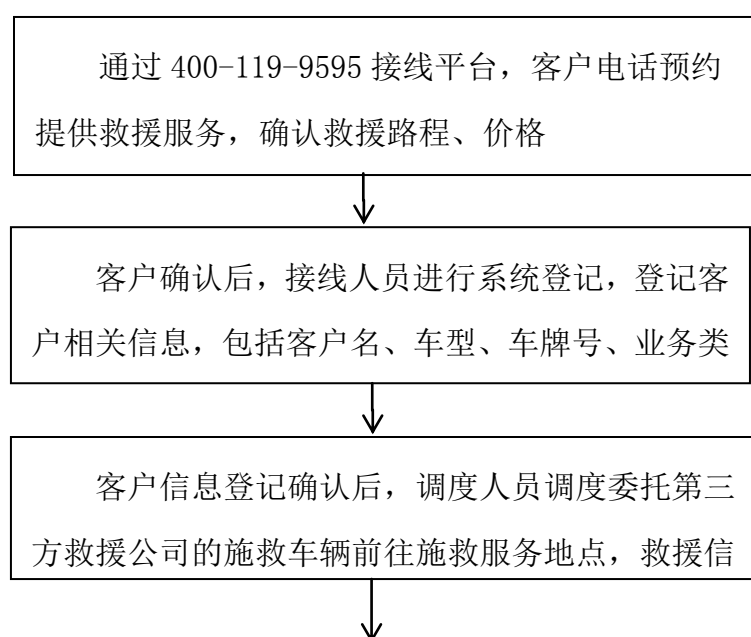 通过 400-119-9595 接线平台，客户电话预约
提供救援服务，确认救援路程、价格
客户确认后，接线人员进行系统登记，登记客
户相关信息，包括客户名、车型、车牌号、业务类
客户信息登记确认后，调度人员调度委托第三
方救援公司的施救车辆前往施救服务地点，救援信